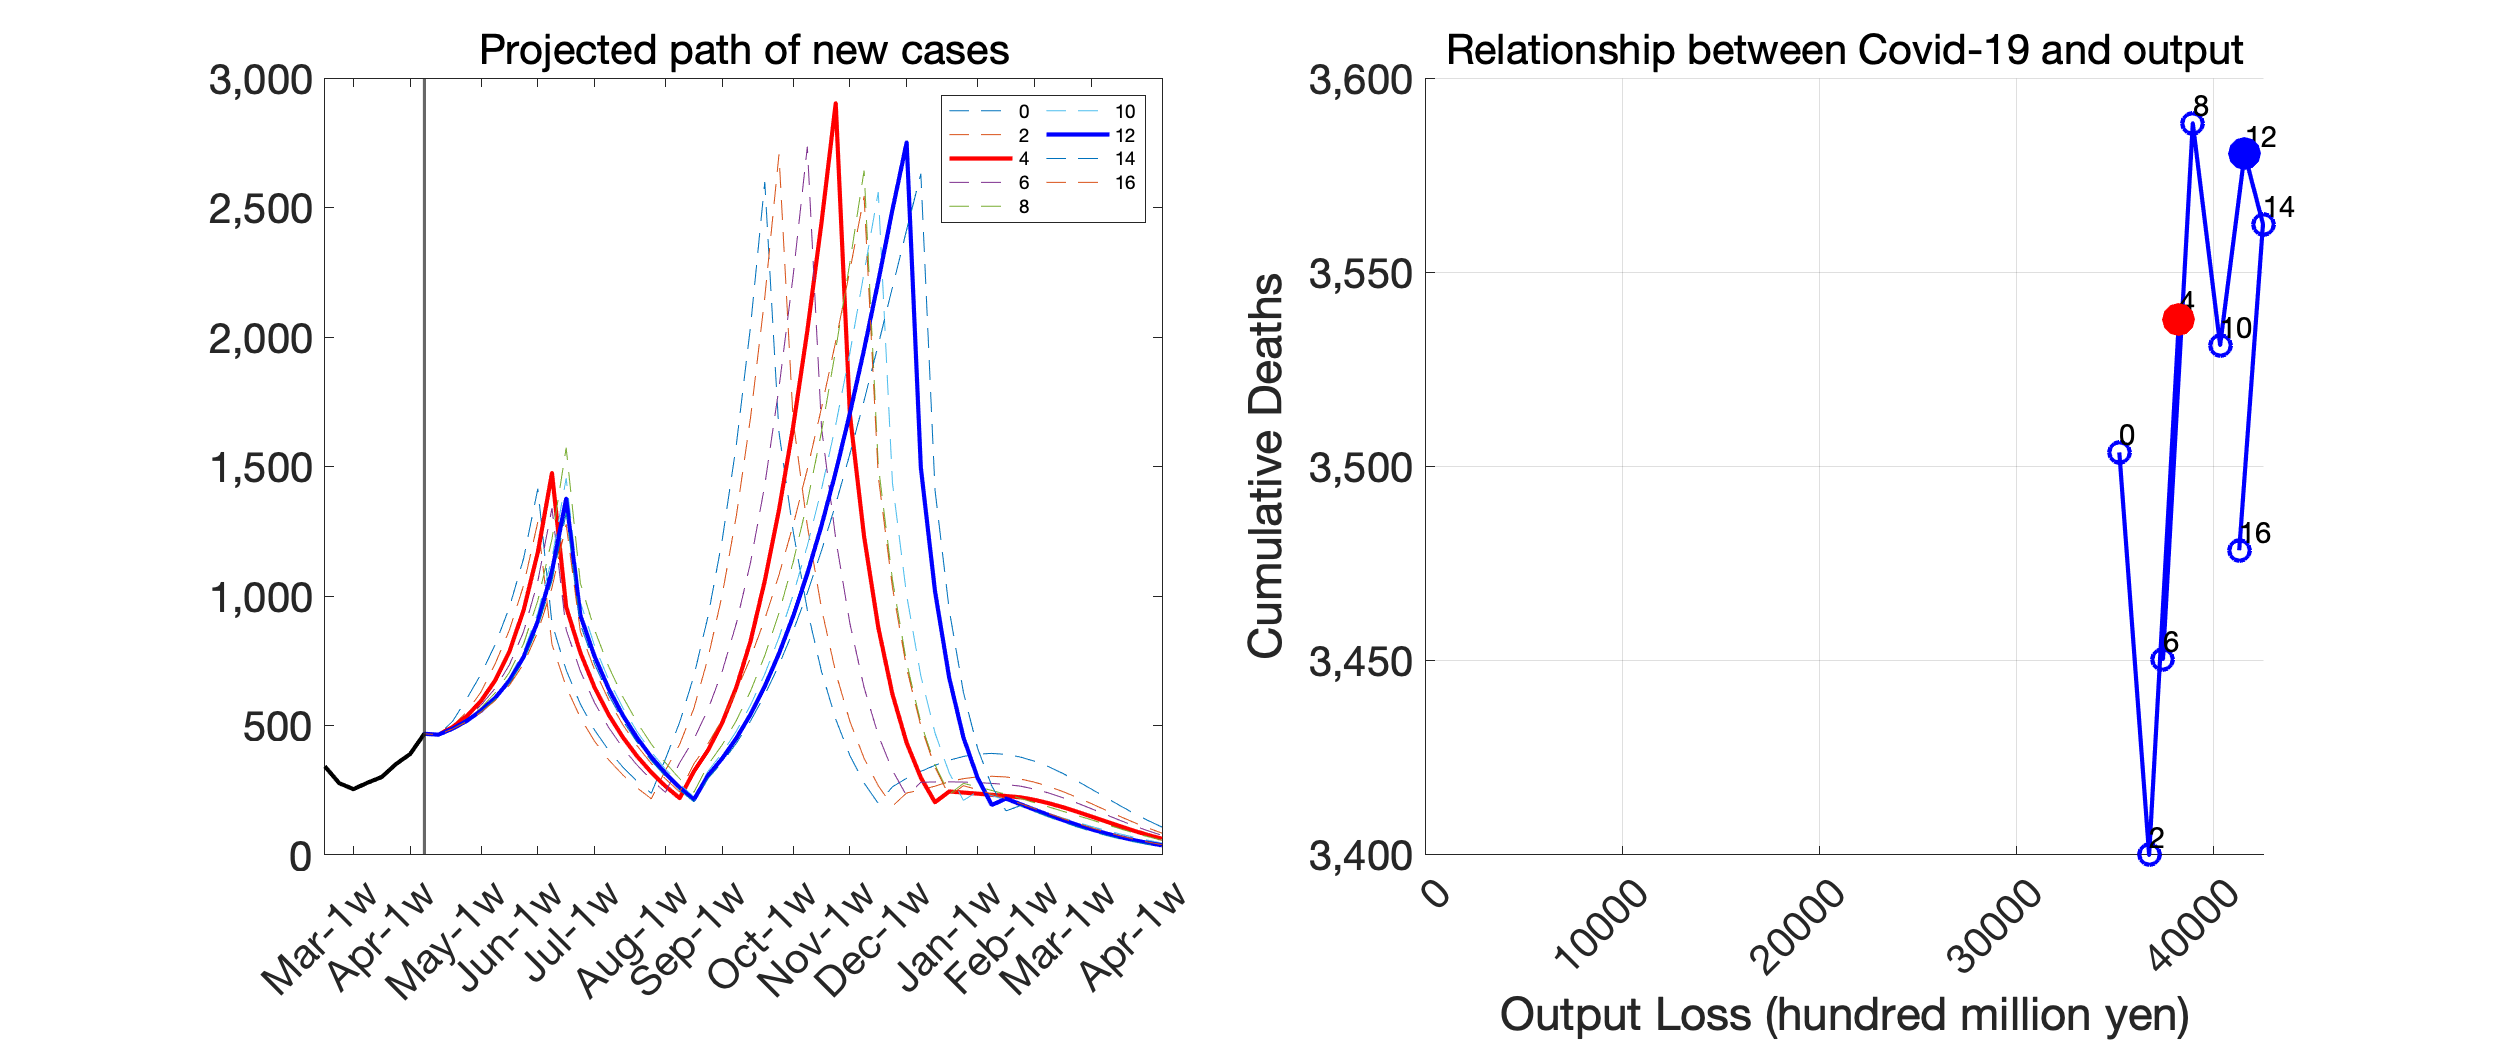 Projected path of new cases
3,000
2,500
2,000
1,500
1,000
500
0
0 10
2 12
4 14
6 16
8
Mar-1w
Apr-1w
May-1w
Jun-1w
Jul-1w
Aug-1w
Sep-1w
Oct-1w
Nov-1w
Dec-1w
Jan-1w
Feb-1w
Mar-1w
Apr-1w
Relationship between Covid-19 and output
Cumulative Deaths
3,600
3,550
3,500
3,450
3,400
8
12
14
4
10
0
16
6
2
0
10000
20000
30000
40000
Output Loss (hundred million yen)